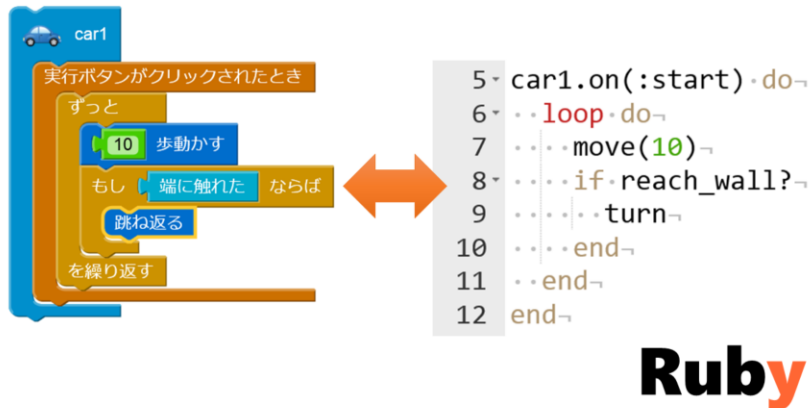 car1
実行ボタンがクリックされたとき
ずっと
10 歩動かす
もし 端に触れた ならば
跳ね返る
を繰り返す
5 car1.on(:start) do
6 loop do
7 move(10)
8 if reach_wall?
9 turn
10 end
11 end
12 end
Ruby